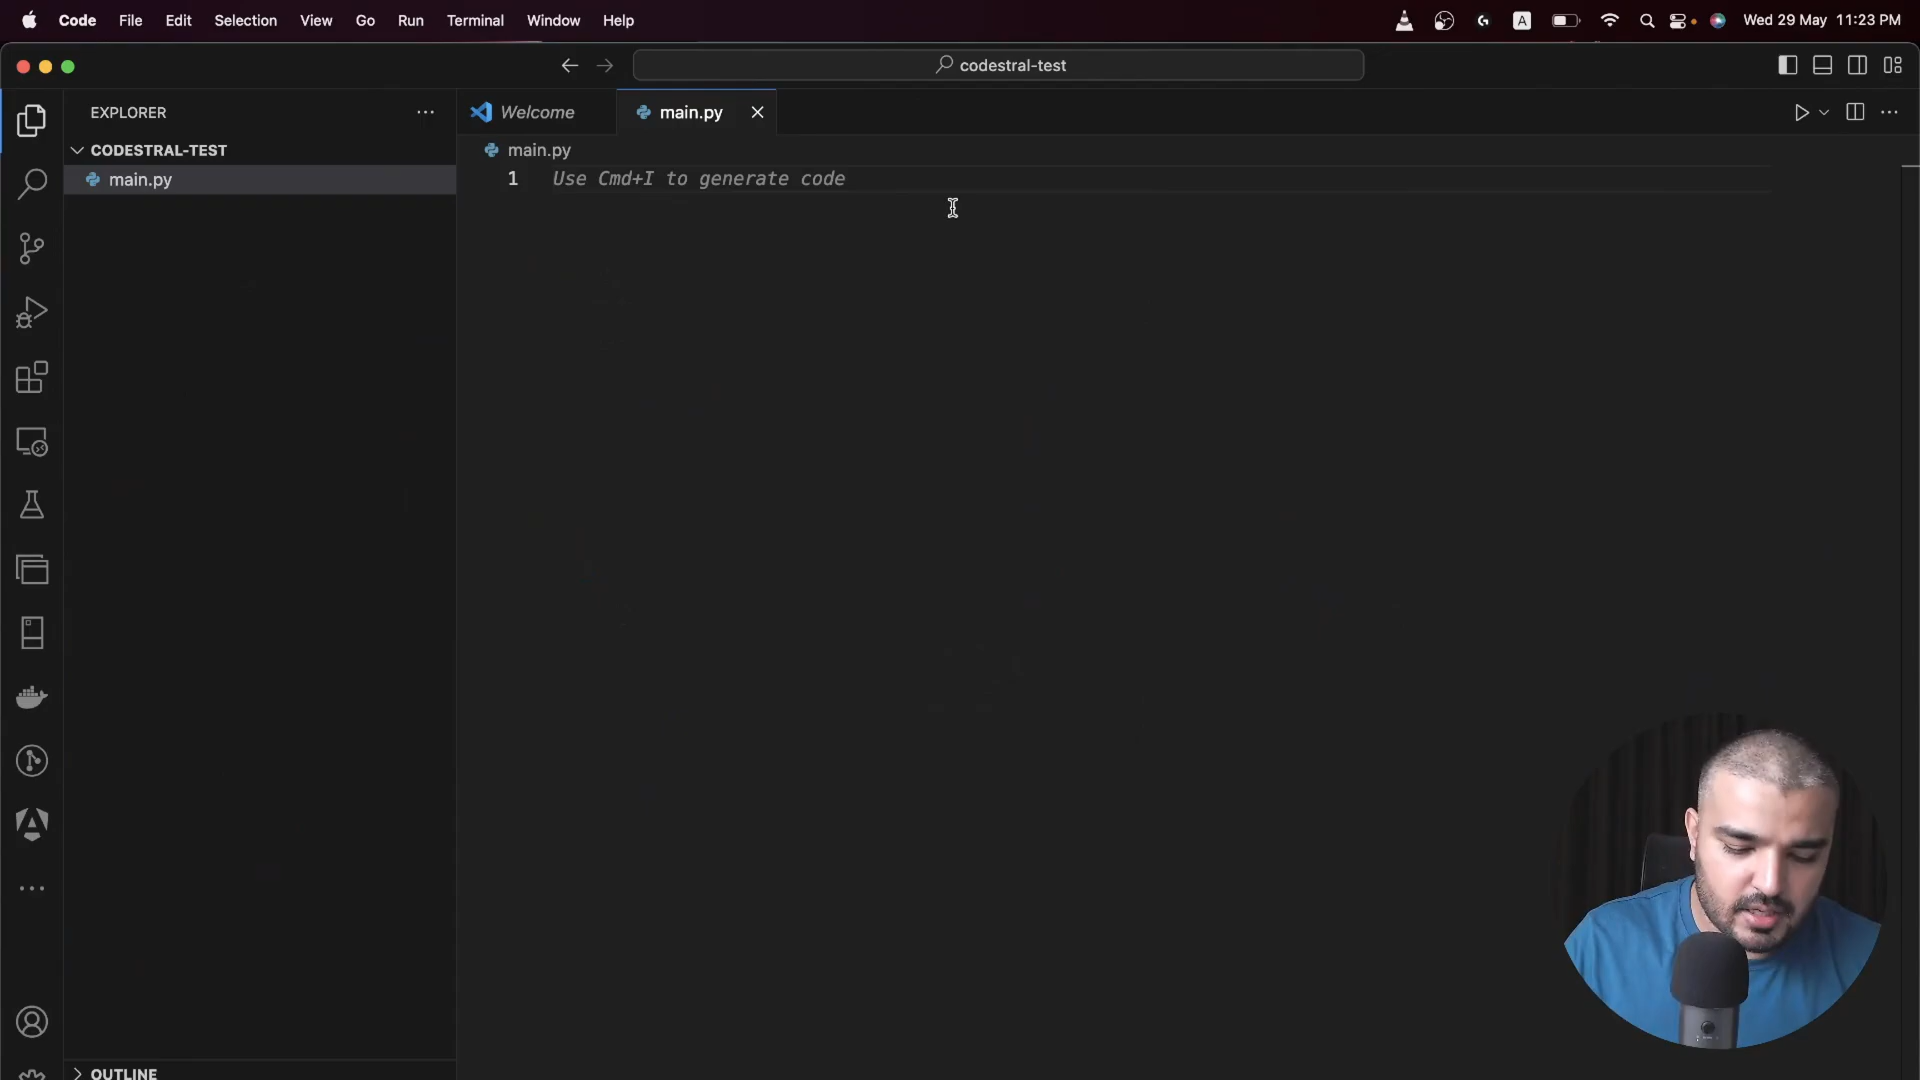 Code File Edit Selection View Go Run Terminal Window Help A Wed 29 May 11:23 PM
codestral-test
EXPLORER
Welcome main.py
CODESTRAL-TEST
main.py
main.py
1 Use Cmd+I to generate code
OUTLINE